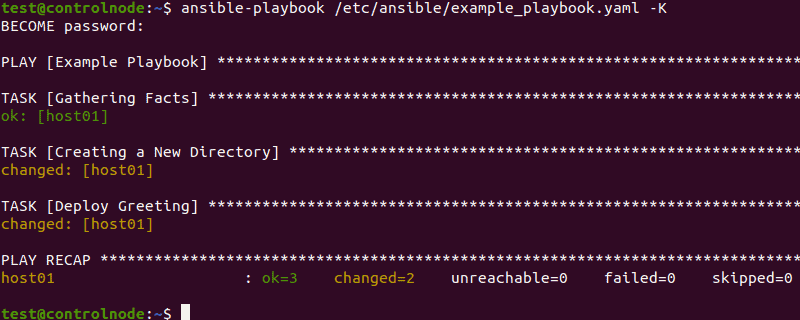 test@controlnode:~$ ansible-playbook /etc/ansible/example_playbook.yaml -K
BECOME password:
PLAY [Example Playbook] *****************************************************************
TASK [Gathering Facts] ******************************************************************
ok: [host01]
TASK [Creating a New Directory] *********************************************************
changed: [host01]
TASK [Deploy Greeting] ******************************************************************
changed: [host01]
PLAY RECAP ******************************************************************************
host01                     : ok=3    changed=2    unreachable=0    failed=0    skipped=0
test@controlnode:~$